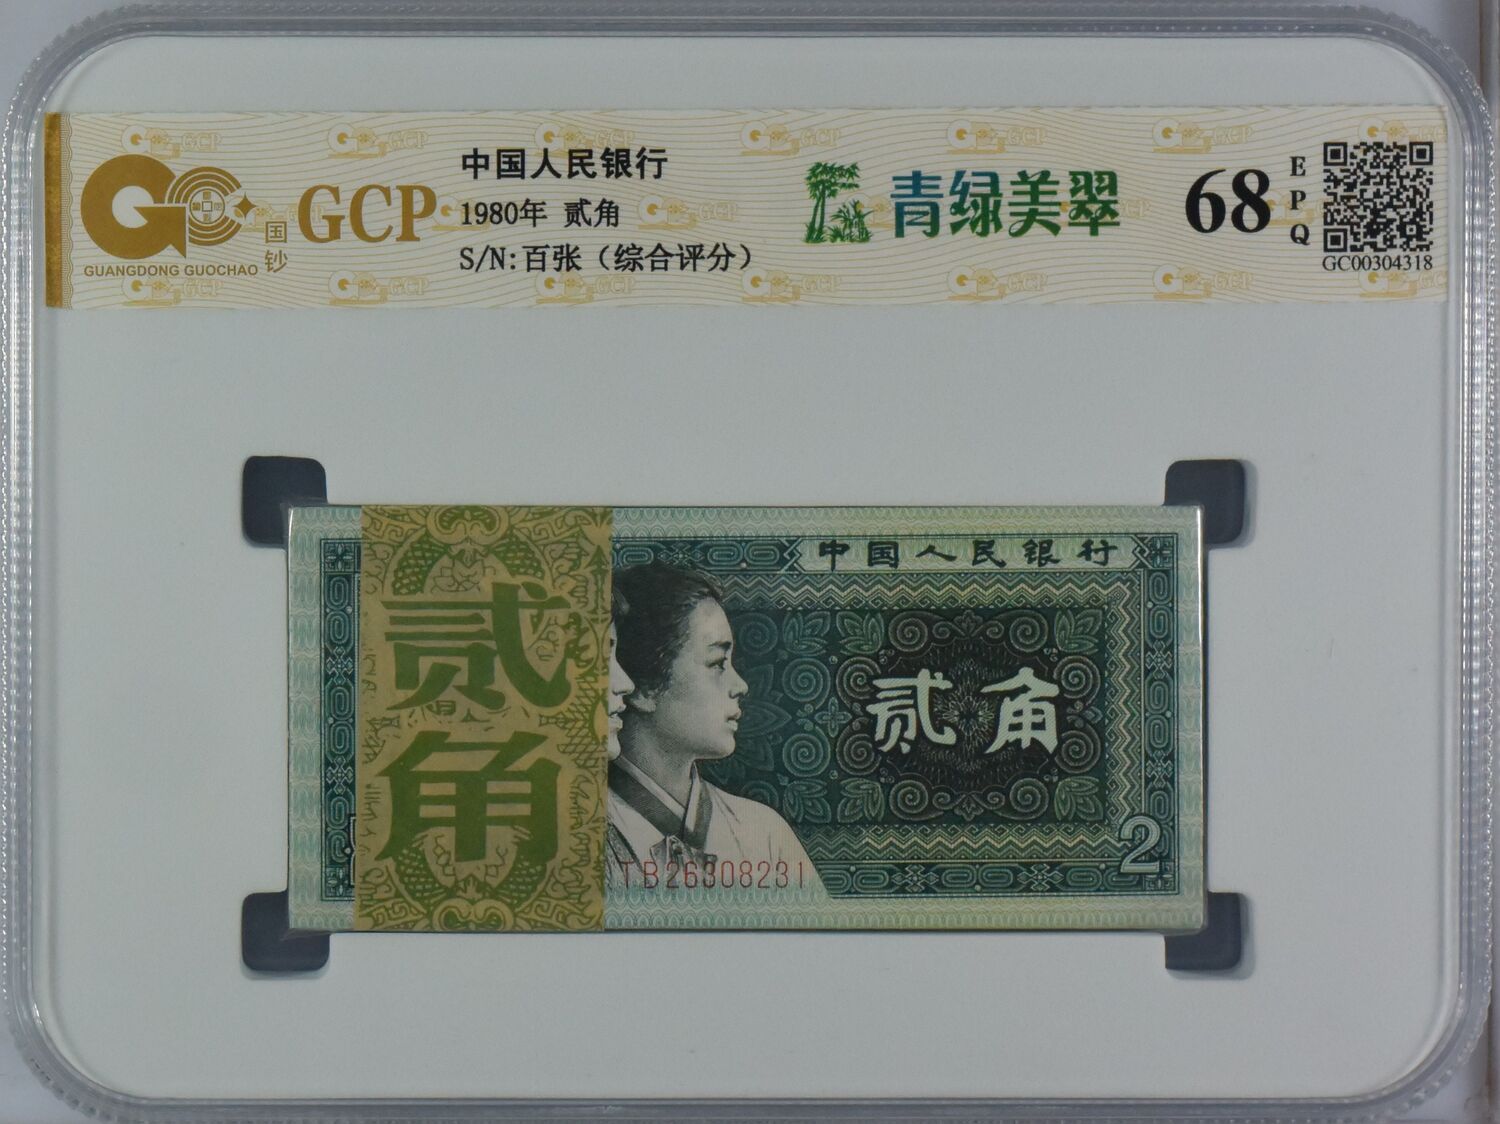 GCP
国钞
GUANGDONG GUOCHAO
中国人民银行
1980年 贰角
S/N:百张（综合评分）
青绿美翠
68
EPQ
GC00304318
贰角
中国人民银行
贰角
TB26308231
2